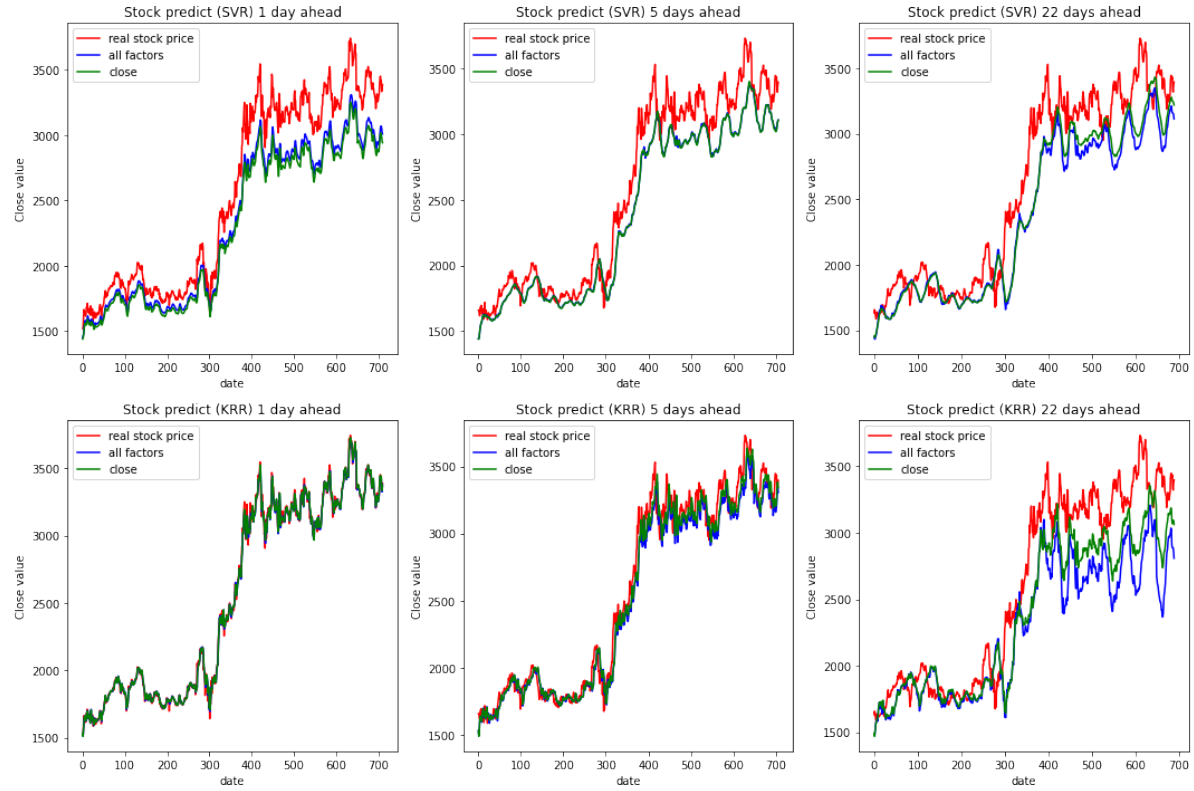 Stock predict (SVR) 1 day ahead
real stock price
all factors
close
3500
3000
2500
2000
1500
Close value
0 100 200 300 400 500 600 700
date
Stock predict (SVR) 5 days ahead
real stock price
all factors
close
3500
3000
2500
2000
1500
Close value
0 100 200 300 400 500 600 700
date
Stock predict (SVR) 22 days ahead
real stock price
all factors
close
3500
3000
2500
2000
1500
Close value
0 100 200 300 400 500 600 700
date
Stock predict (KRR) 1 day ahead
real stock price
all factors
close
3500
3000
2500
2000
1500
Close value
0 100 200 300 400 500 600 700
date
Stock predict (KRR) 5 days ahead
real stock price
all factors
close
3500
3000
2500
2000
1500
Close value
0 100 200 300 400 500 600 700
date
Stock predict (KRR) 22 days ahead
real stock price
all factors
close
3500
3000
2500
2000
1500
Close value
0 100 200 300 400 500 600 700
date